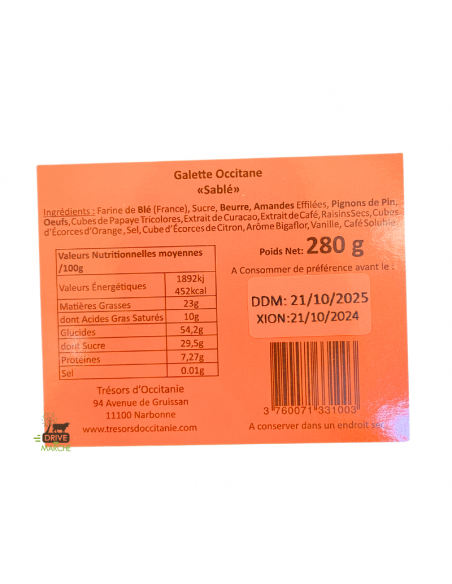 Galette Occitane
«Sablé»
Ingrédients : Farine de Blé (France), Sucre, Beurre, Amandes Effilées, Pignons de Pin,
Oeufs, Cubes de Papaye Tricolores, Extrait de Curacao, Extrait de Café, Raisins Secs, Cubes
d'Écorces d'Orange, Sel, Cube d'Écorces de Citron, Arôme Bigaflor, Vanille, Café Soluble
Valeurs Nutritionnelles moyennes
/100g
Valeurs Énergétiques 1892kj
452kcal
Matières Grasses 23g
dont Acides Gras Saturés 10g
Glucides 54,2g
dont Sucre 29,5g
Protéines 7,27g
Sel 0.01g
Trésors d'Occitanie
94 Avenue de Gruissan
11100 Narbonne
www.tresorsdoccitanie.com
Poids Net: 280 g
A Consommer de préférence avant le :
DDM: 21/10/2025
XION:21/10/2024
3 760071 331003
A conserver dans un endroit
DRIVE
MARCHÉ